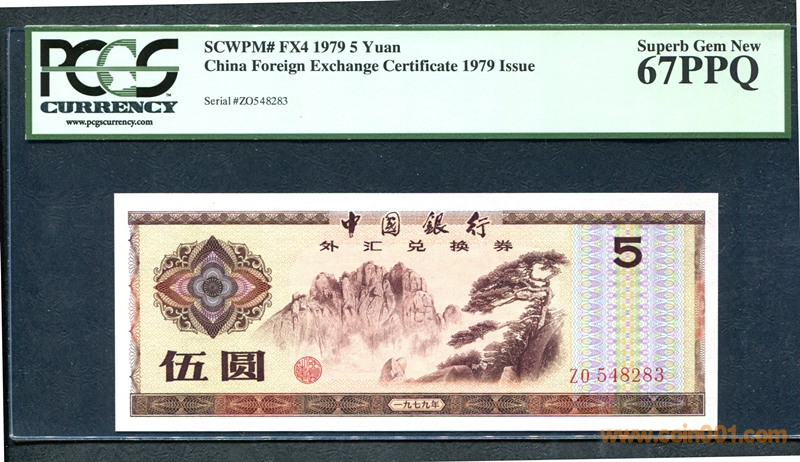 PCGS
CURRENCY
www.pcgscurrency.com
SCWPM# FX4 1979 5 Yuan
China Foreign Exchange Certificate 1979 Issue
Serial #ZO548283
Superb Gem New
67PPQ
中國銀行
外汇兑换券
5
伍圆
ZO 548283
一九七九年
www.coin001.com